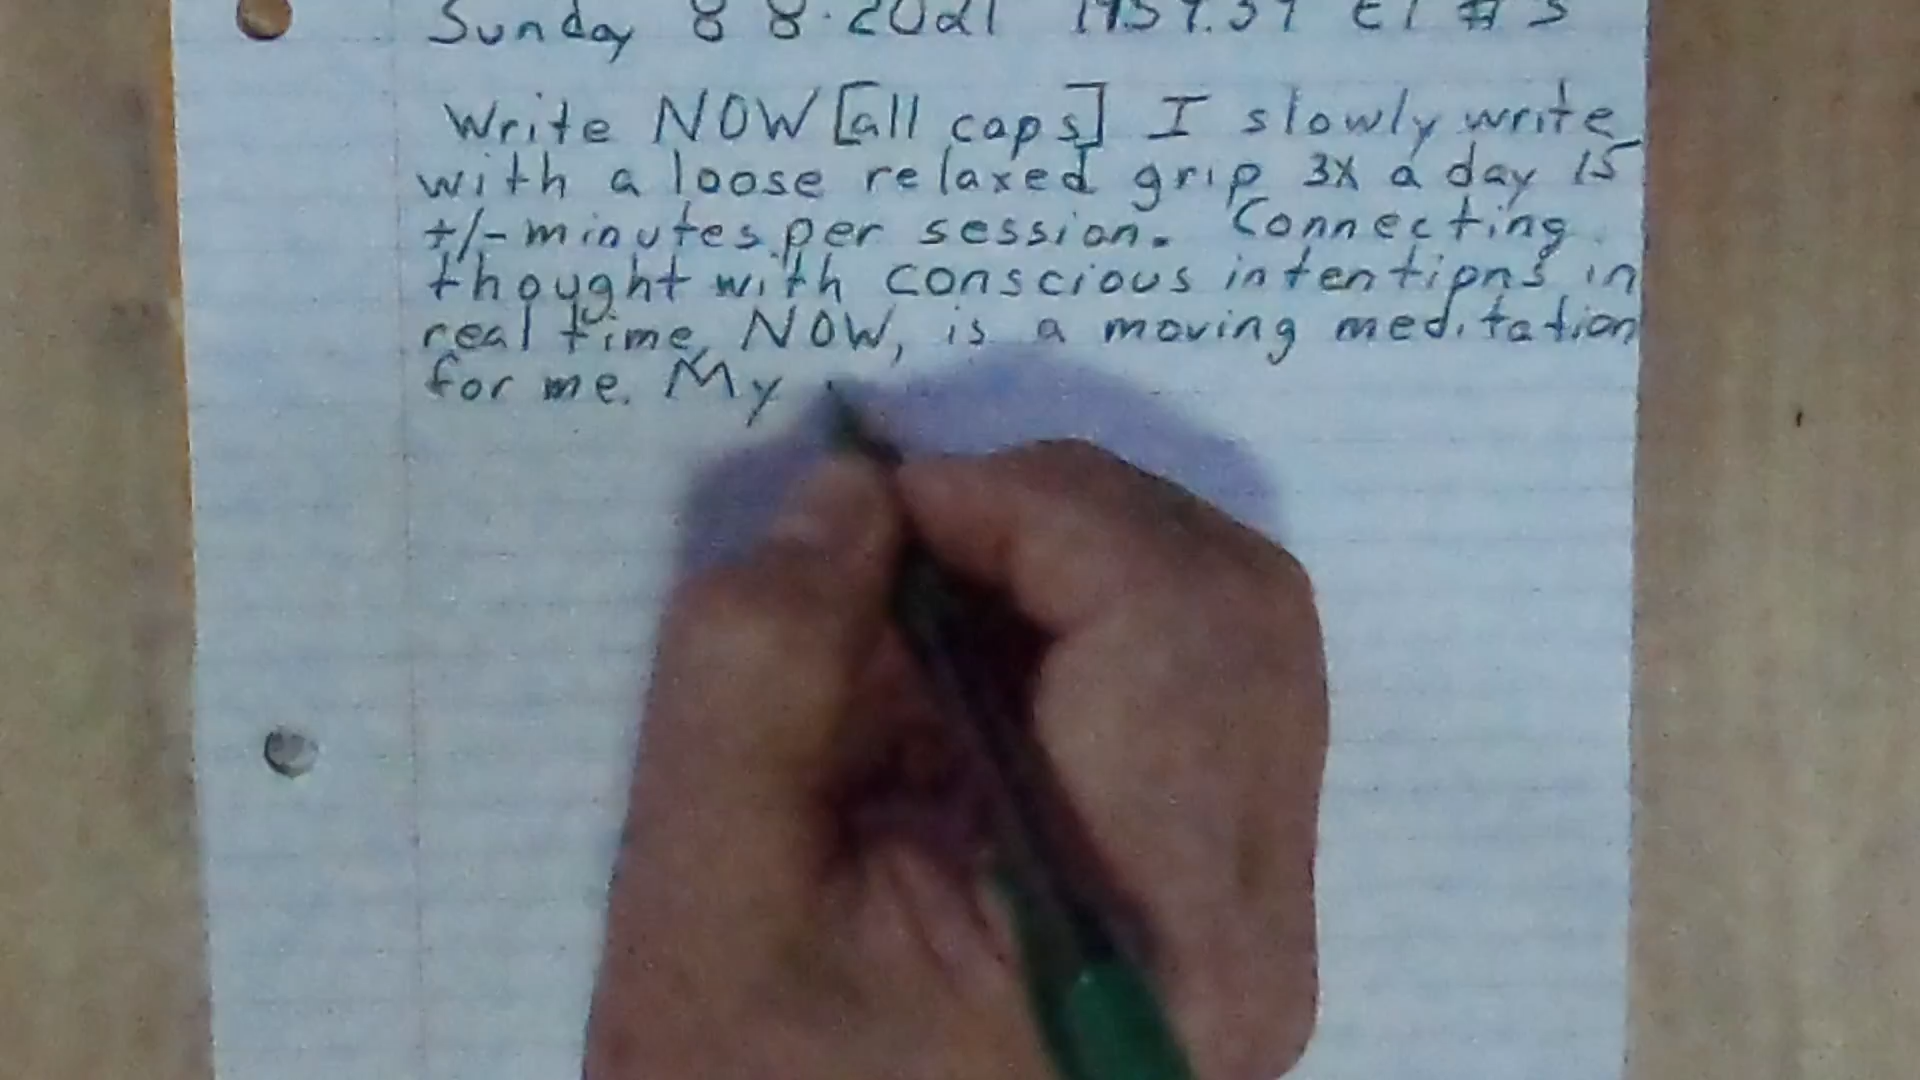 Sunday 8 8.2021
Write NOW [all caps] I slowly write
with a loose relaxed grip 3X a day 15
+/- minutes per session. Connecting
thought with conscious intentions in
real time, NOW, is a moving meditation
for me. My